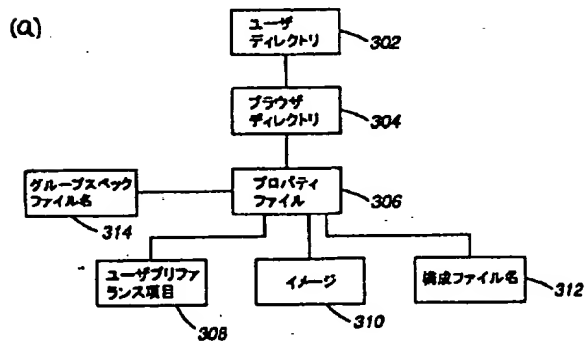 (a)
ユーザ
ディレクトリ
302
ブラウザ
ディレクトリ
304
グループスペック
ファイル名
314
プロパティ
ファイル
306
ユーザプリファ
ランス項目
308
イメージ
310
構成ファイル名
312